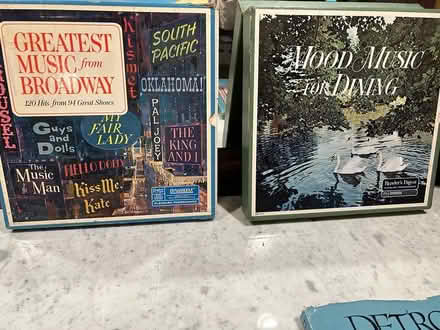 GREATEST
MUSIC from
BROADWAY
120 Hits from 94 Great Shows
Kismet
SOUTH
PACIFIC
OKLAHOMA!
CAROUSEL
Guys
and
Dolls
MY
FAIR
LADY
PAL JOEY
THE
KING
AND I
The
Music
Man
HELLO DOLLY
Kiss Me,
Kate
MOOD MUSIC
FOR DINING
Reader's Digest
DETRO